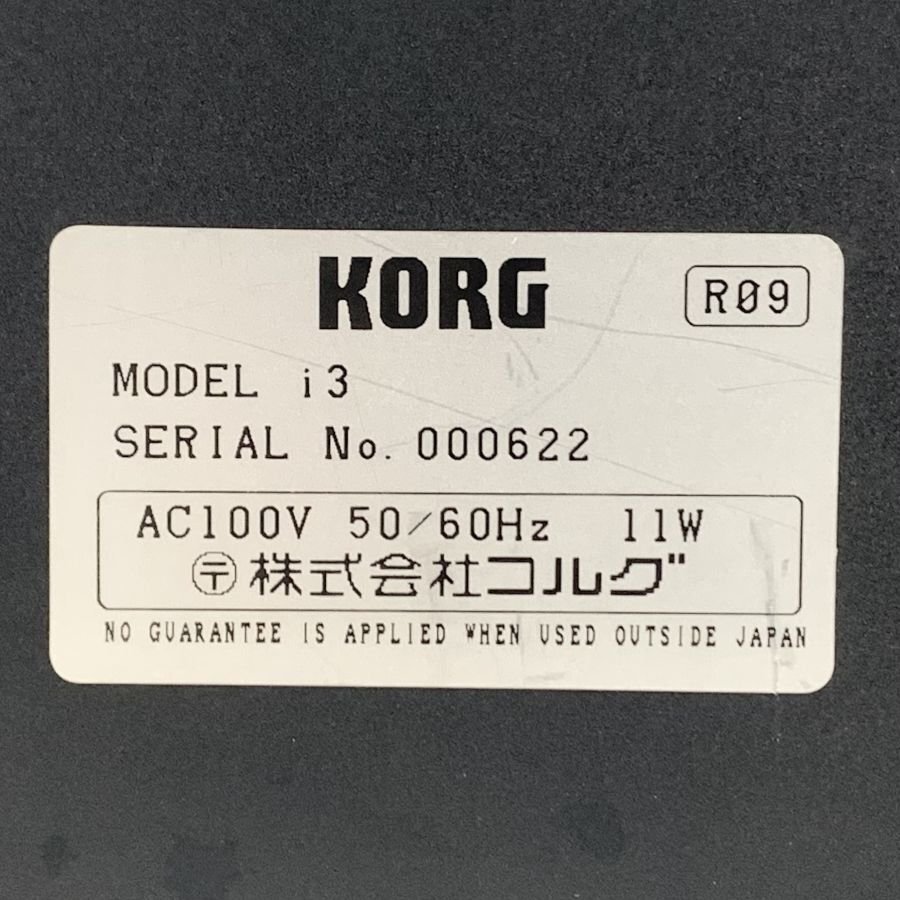 KORG
R09
MODEL i3
SERIAL No. 000622
AC100V 50/60Hz 11W
〶株式会社コルグ
NO GUARANTEE IS APPLIED WHEN USED OUTSIDE JAPAN